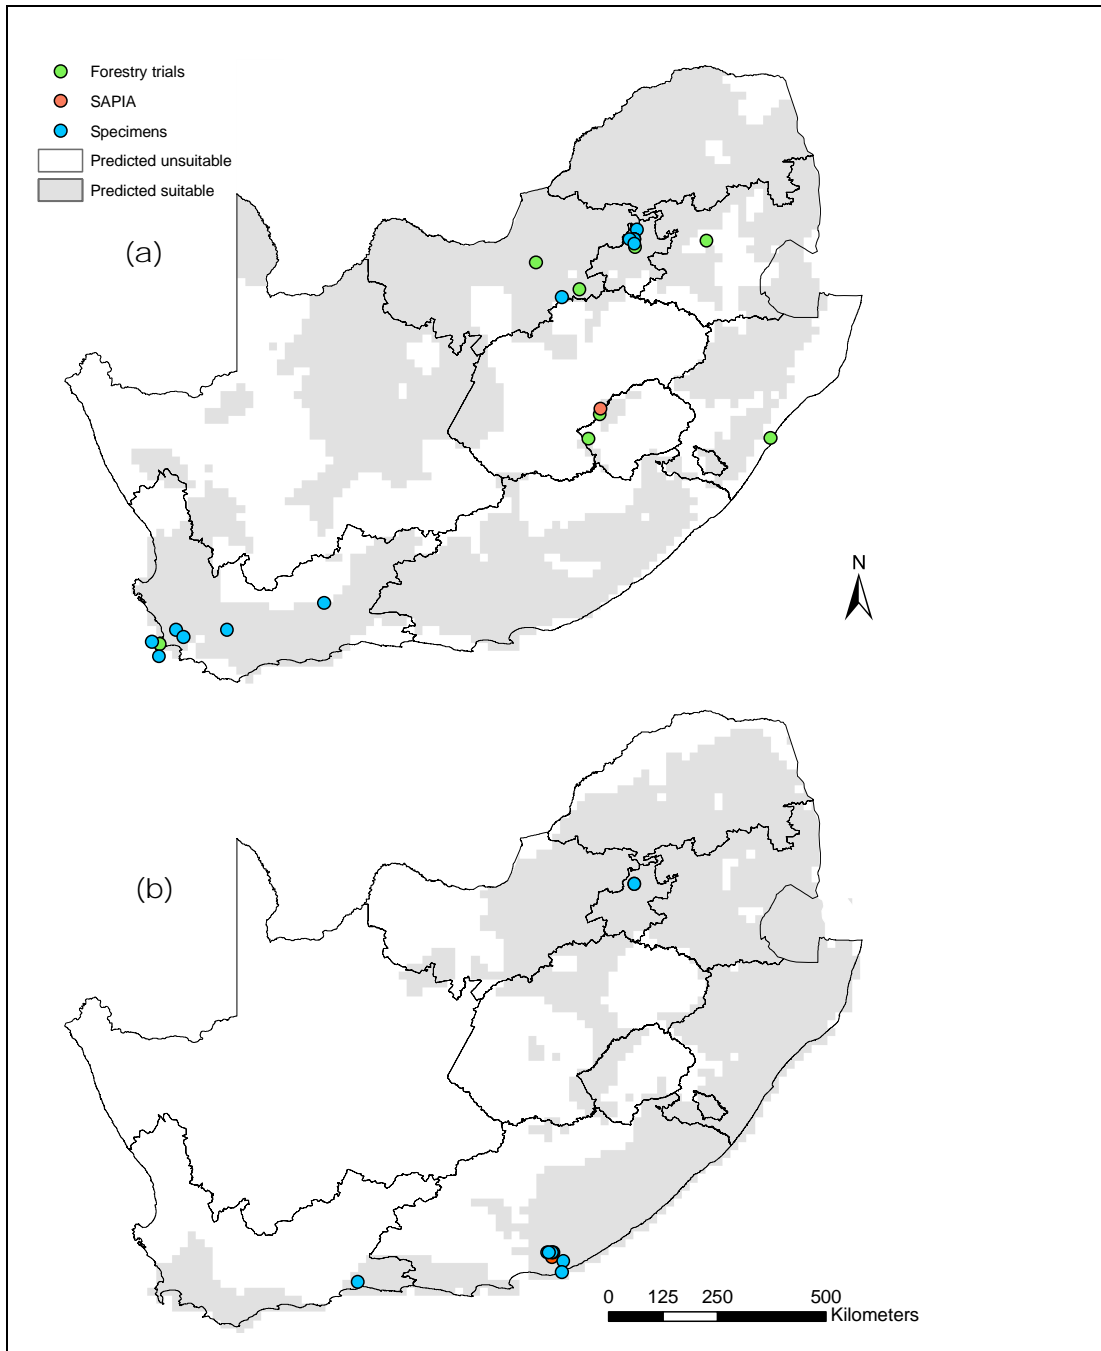 Forestry trials
SAPIA
Specimens
Predicted unsuitable
Predicted suitable
(a)
N
(b)
0 125 250 500
Kilometers